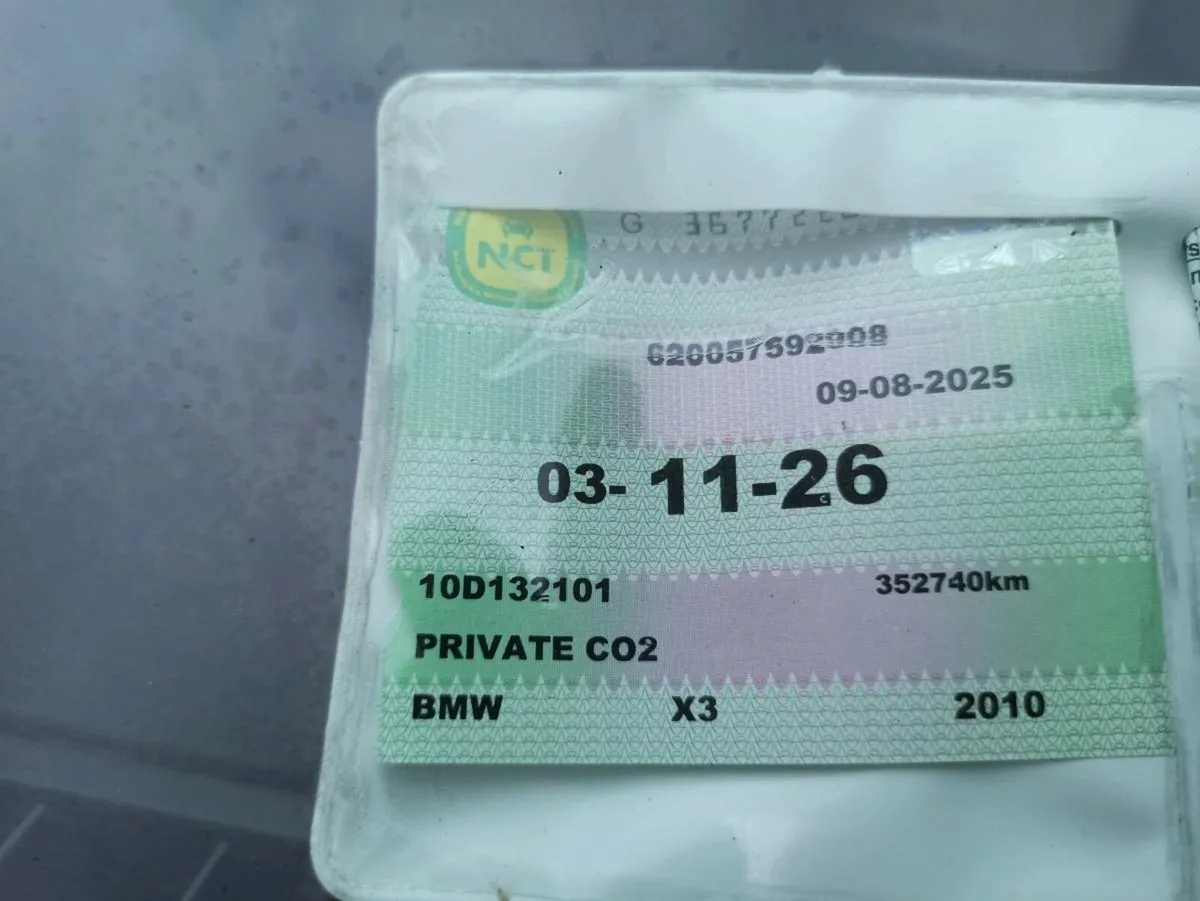 NCT
G
620057592908
09-08-2025
03-11-26
10D132101
352740km
PRIVATE CO2
BMW X3 2010